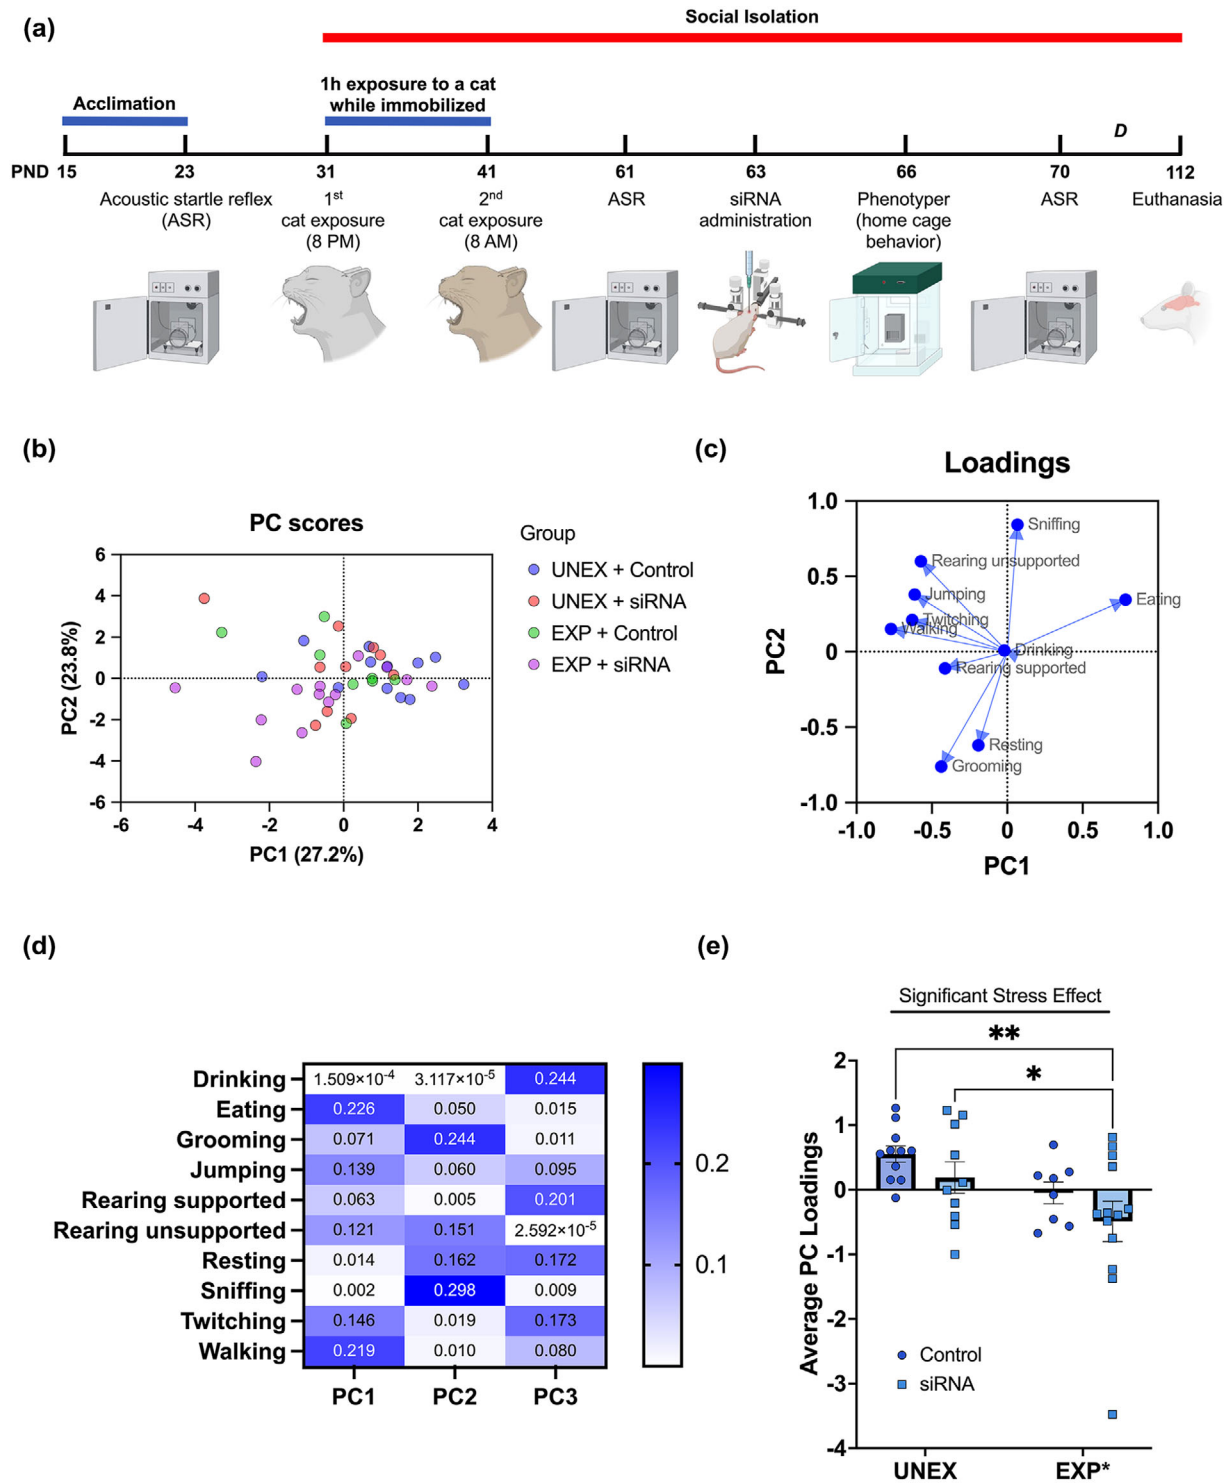 (a)
Social Isolation
1h exposure to a cat
while immobilized
Acclimation
D
PND 15 23 31 41 61 63 66 70 112
Acoustic startle reflex
(ASR)
1st
cat exposure
(8 PM)
2nd
cat exposure
(8 AM)
ASR
siRNA
administration
Phenotyper
(home cage
behavior)
ASR
Euthanasia
(b)
PC scores
6
4
2
0
-2
-4
-6
PC2 (23.8%)
-6 -4 -2 0 2 4
PC1 (27.2%)
Group
UNEX + Control
UNEX + siRNA
EXP + Control
EXP + siRNA
(c)
Loadings
1.0
0.5
0
-0.5
-1.0
PC2
Sniffing
Rearing unsupported
Jumping
Eating
Twitching
Walking
Drinking
Rearing supported
Resting
Grooming
-1.0 -0.5 0 0.5 1.0
PC1
(d)
Drinking 1.509×10-4 3.117×10-5 0.244
Eating 0.226 0.050 0.015
Grooming 0.071 0.244 0.011
Jumping 0.139 0.060 0.095
Rearing supported 0.063 0.005 0.201
Rearing unsupported 0.121 0.151 2.592×10-5
Resting 0.014 0.162 0.172
Sniffing 0.002 0.298 0.009
Twitching 0.146 0.019 0.173
Walking 0.219 0.010 0.080
PC1 PC2 PC3
0.2
0.1
(e)
Significant Stress Effect
**
*
2
1
0
-1
-2
-3
-4
Average PC Loadings
Control
siRNA
UNEX EXP*